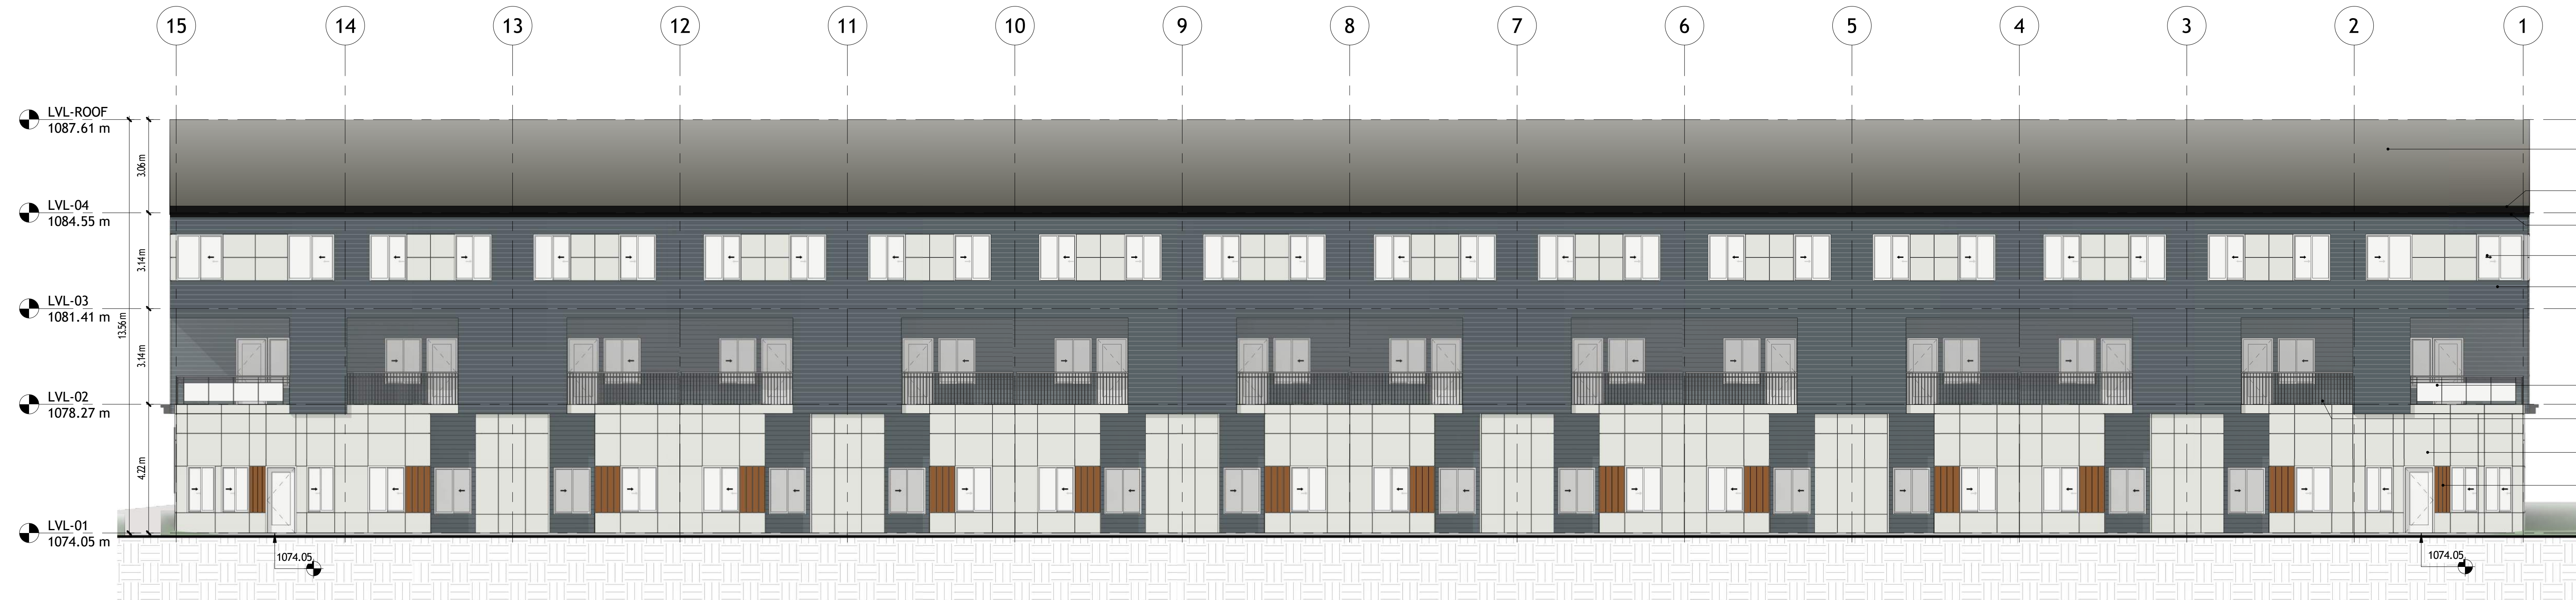 15 14 13 12 11 10 9 8 7 6 5 4 3 2 1
LVL-ROOF
1087.61 m
3.06 m
LVL-04
1084.55 m
3.14 m
LVL-03
1081.41 m
13.56 m
3.14 m
LVL-02
1078.27 m
4.22 m
LVL-01
1074.05 m
1074.05
1074.05